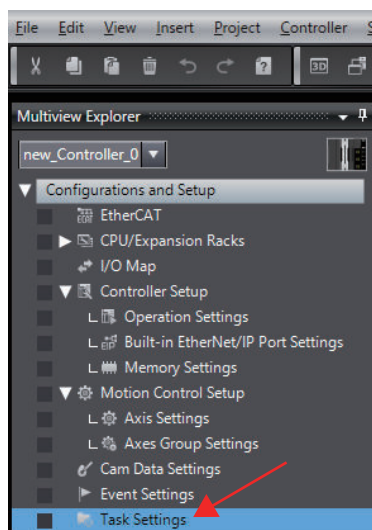 File Edit View Insert Project Controller
3D
Multiview Explorer
new_Controller_0
Configurations and Setup
EtherCAT
CPU/Expansion Racks
I/O Map
Controller Setup
Operation Settings
Built-in EtherNet/IP Port Settings
Memory Settings
Motion Control Setup
Axis Settings
Axes Group Settings
Cam Data Settings
Event Settings
Task Settings